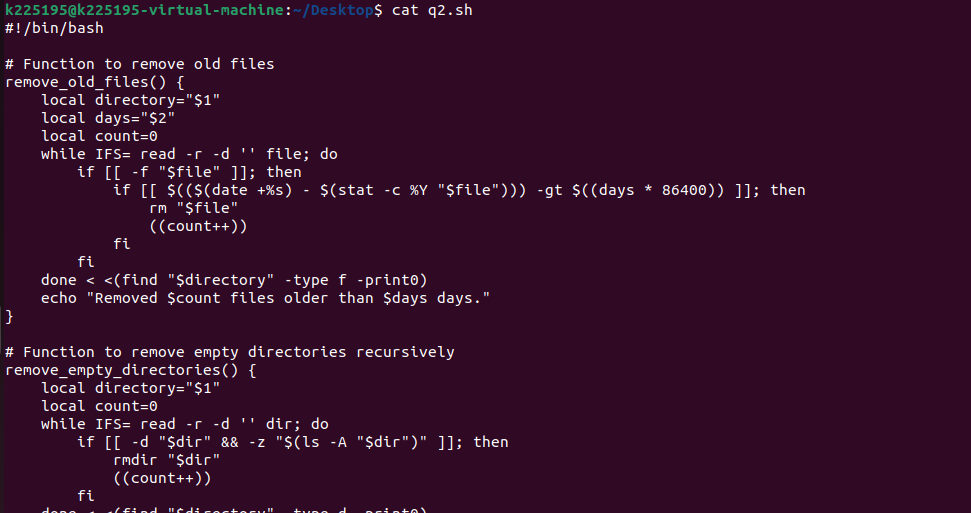 k225195@k225195-virtual-machine:~/Desktop$ cat q2.sh
#!/bin/bash

# Function to remove old files
remove_old_files() {
    local directory="$1"
    local days="$2"
    local count=0
    while IFS= read -r -d '' file; do
        if [[ -f "$file" ]]; then
            if [[ $(($(date +%s) - $(stat -c %Y "$file"))) -gt $((days * 86400)) ]]; then
                rm "$file"
                ((count++))
            fi
        fi
    done < <(find "$directory" -type f -print0)
    echo "Removed $count files older than $days days."
}

# Function to remove empty directories recursively
remove_empty_directories() {
    local directory="$1"
    local count=0
    while IFS= read -r -d '' dir; do
        if [[ -d "$dir" && -z "$(ls -A "$dir")" ]]; then
            rmdir "$dir"
            ((count++))
        fi
    done < <(find "$directory" -type d -print0)